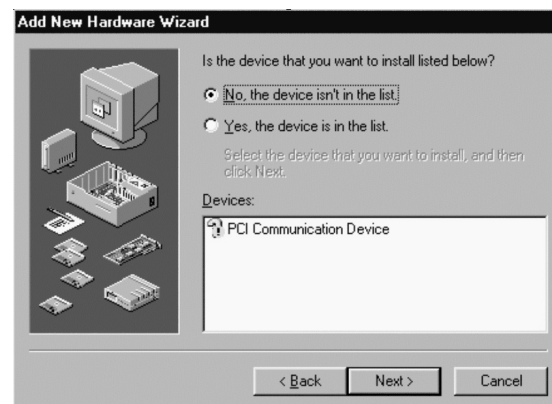 Add New Hardware Wizard
Is the device that you want to install listed below?
No, the device isn't in the list.
Yes, the device is in the list.
Select the device that you want to install, and then
click Next.
Devices:
PCI Communication Device
< Back
Next >
Cancel